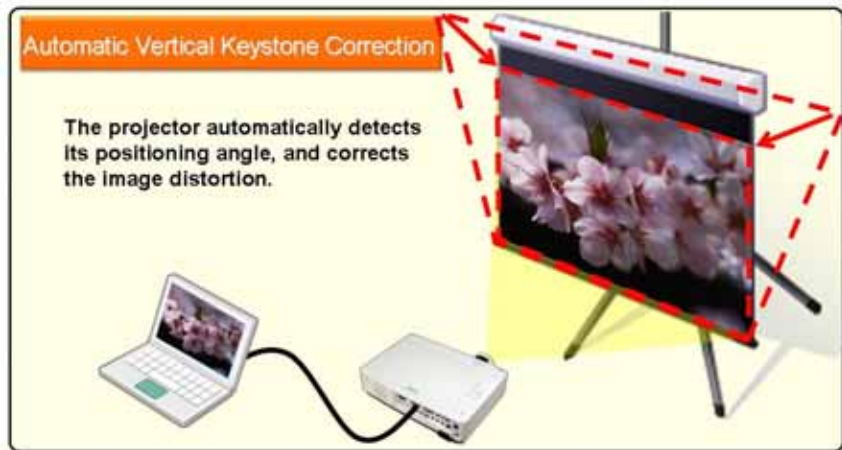 Automatic Vertical Keystone Correction
The projector automatically detects
its positioning angle, and corrects
the image distortion.